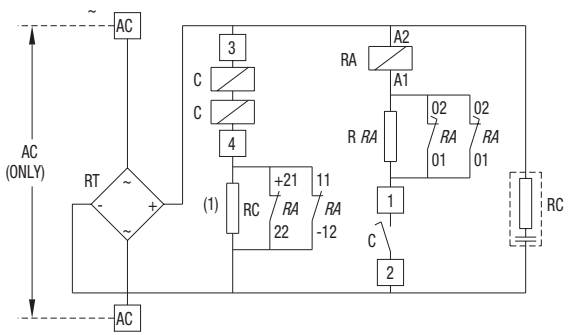 ~
AC
AC
(ONLY)
RT
~
-
+
~
AC
3
C
C
4
(1)
RC
+21
RA
22
11
RA
-12
A2
RA
A1
R RA
02
RA
01
02
RA
01
1
C
2
RC